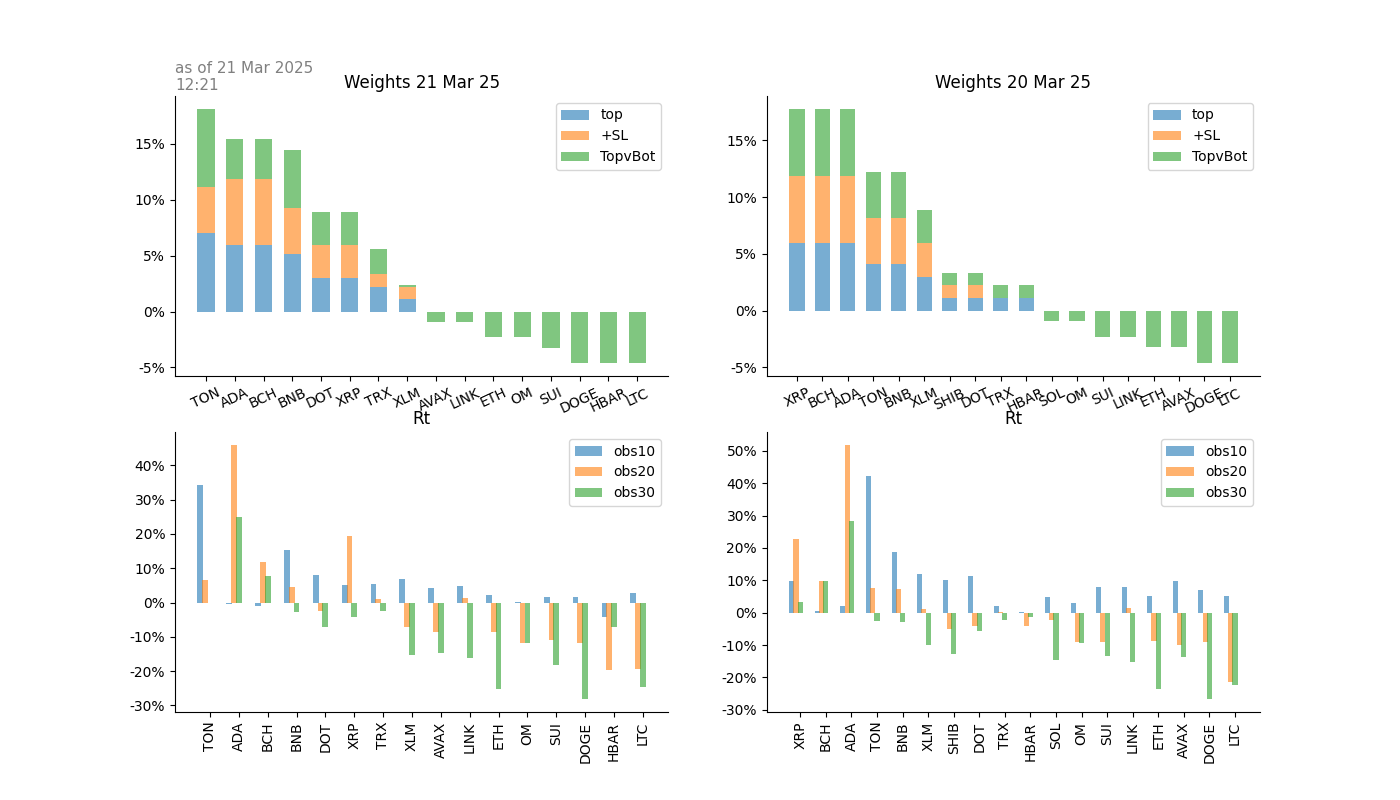 as of 21 Mar 2025
12:21
Weights 21 Mar 25
top
+SL
TopvBot
15%
10%
5%
0%
-5%
TON ADA BCH BNB DOT XRP TRX XLM AVAX LINK ETH OM SUI DOGE HBAR LTC
Weights 20 Mar 25
top
+SL
TopvBot
15%
10%
5%
0%
-5%
XRP BCH ADA TON BNB XLM SHIB DOT TRX HBAR SOL OM SUI LINK ETH AVAX DOGE LTC
Rt
obs10
obs20
obs30
40%
30%
20%
10%
0%
-10%
-20%
-30%
TON ADA BCH BNB DOT XRP TRX XLM AVAX LINK ETH OM SUI DOGE HBAR LTC
Rt
obs10
obs20
obs30
50%
40%
30%
20%
10%
0%
-10%
-20%
-30%
XRP BCH ADA TON BNB XLM SHIB DOT TRX HBAR SOL OM SUI LINK ETH AVAX DOGE LTC